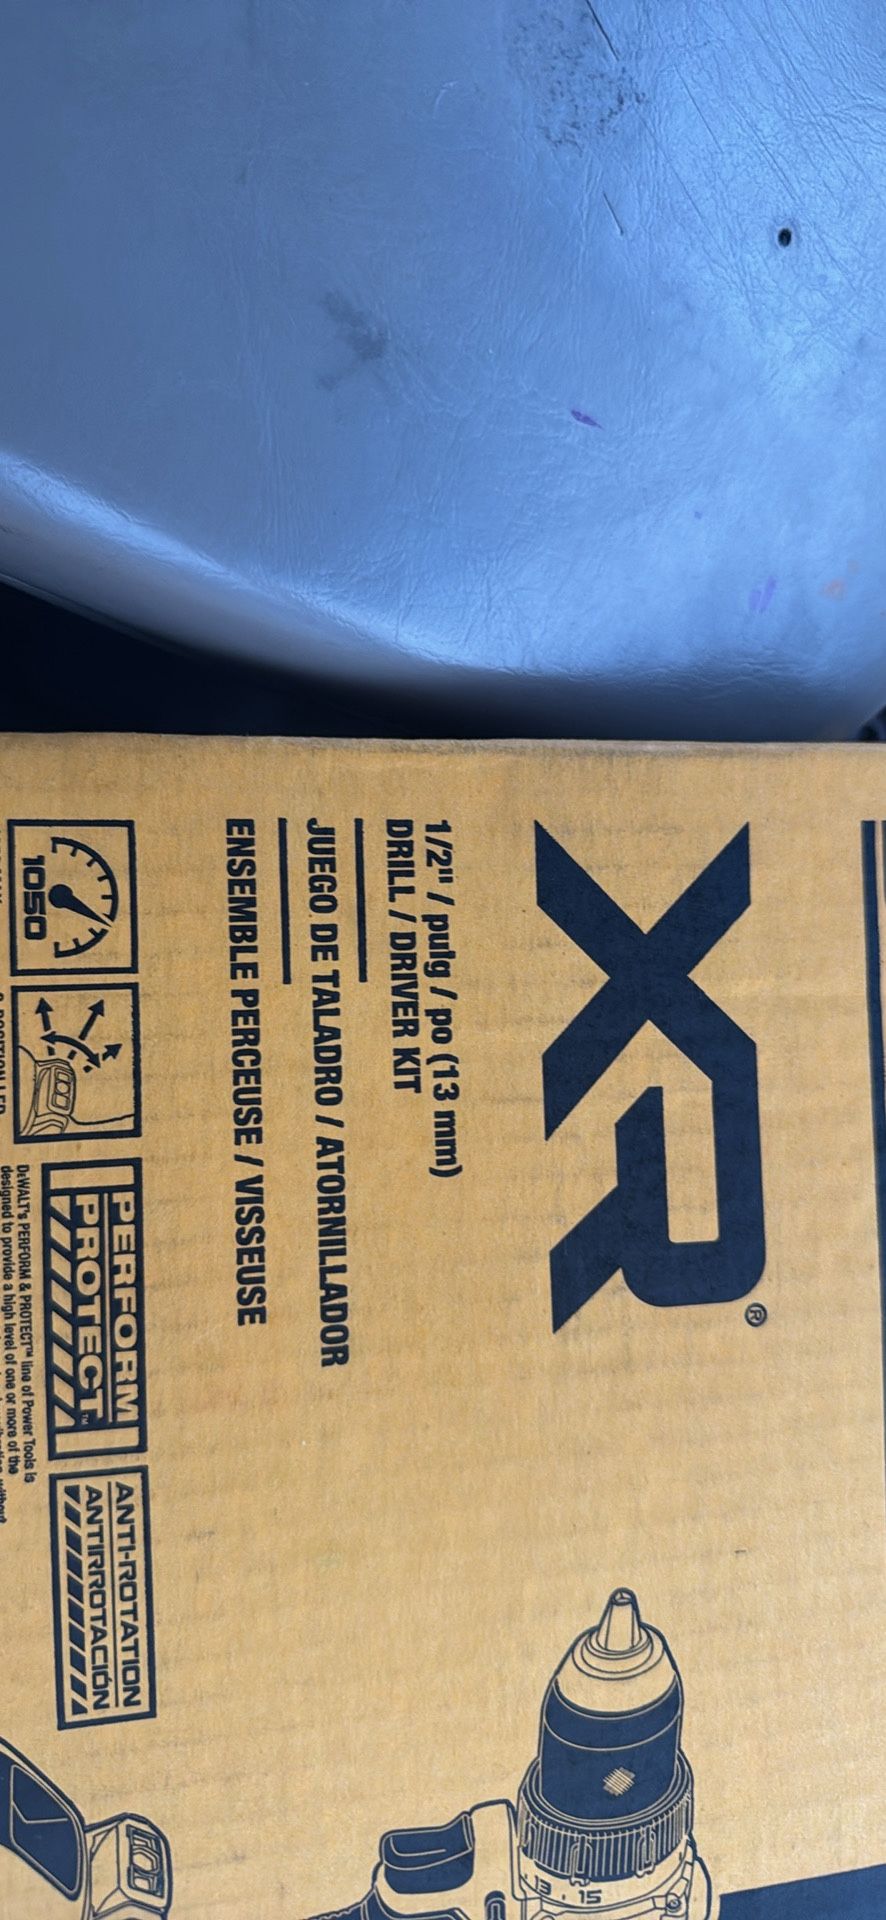 XR®
1/2" / pulg / po (13 mm)
DRILL / DRIVER KIT
JUEGO DE TALADRO / ATORNILLADOR
ENSEMBLE PERCEUSE / VISSEUSE
1050
PERFORM
PROTECT™
ANTI-ROTATION
ANTIRROTACIÓN
DEWALT's PERFORM & PROTECT™ line of Power Tools is
designed to provide a high level of one or more of the
13 . 15